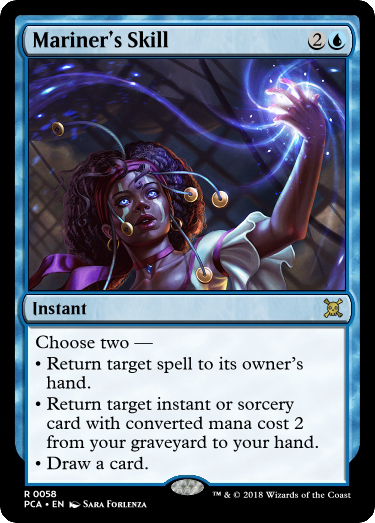 Mariner's Skill 2
Instant
Choose two —
• Return target spell to its owner's
hand.
• Return target instant or sorcery
card with converted mana cost 2
from your graveyard to your hand.
• Draw a card.
R 0058
PCA • EN Sara Forlenza
™ & © 2018 Wizards of the Coast